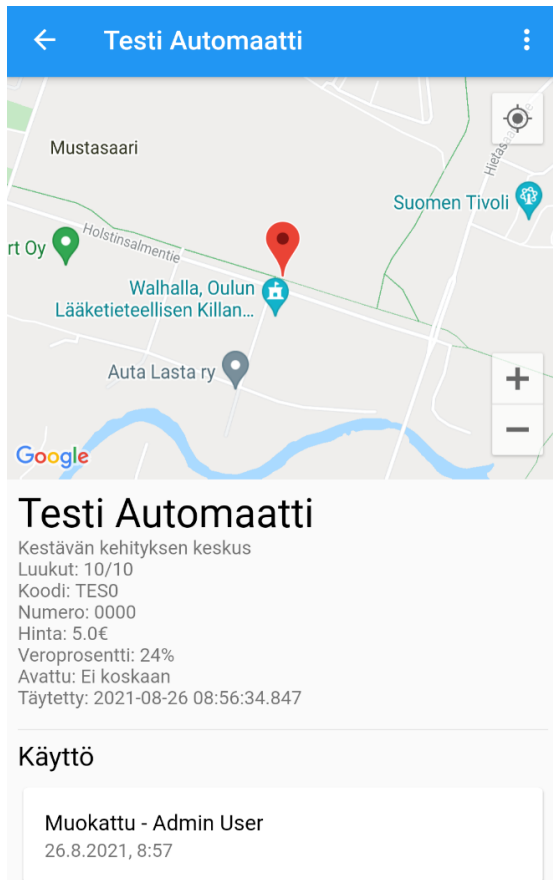 Testi Automaatti
Mustasaari
Hietasaa
Suomen Tivoli
rt Oy
Holstinsalmentie
Walhalla, Oulun
Lääketieteellisen Killan...
Auta Lasta ry
Google
Testi Automaatti
Kestävän kehityksen keskus
Luukut: 10/10
Koodi: TES0
Numero: 0000
Hinta: 5.0€
Veroprosentti: 24%
Avattu: Ei koskaan
Täytetty: 2021-08-26 08:56:34.847
Käyttö
Muokattu - Admin User
26.8.2021, 8:57